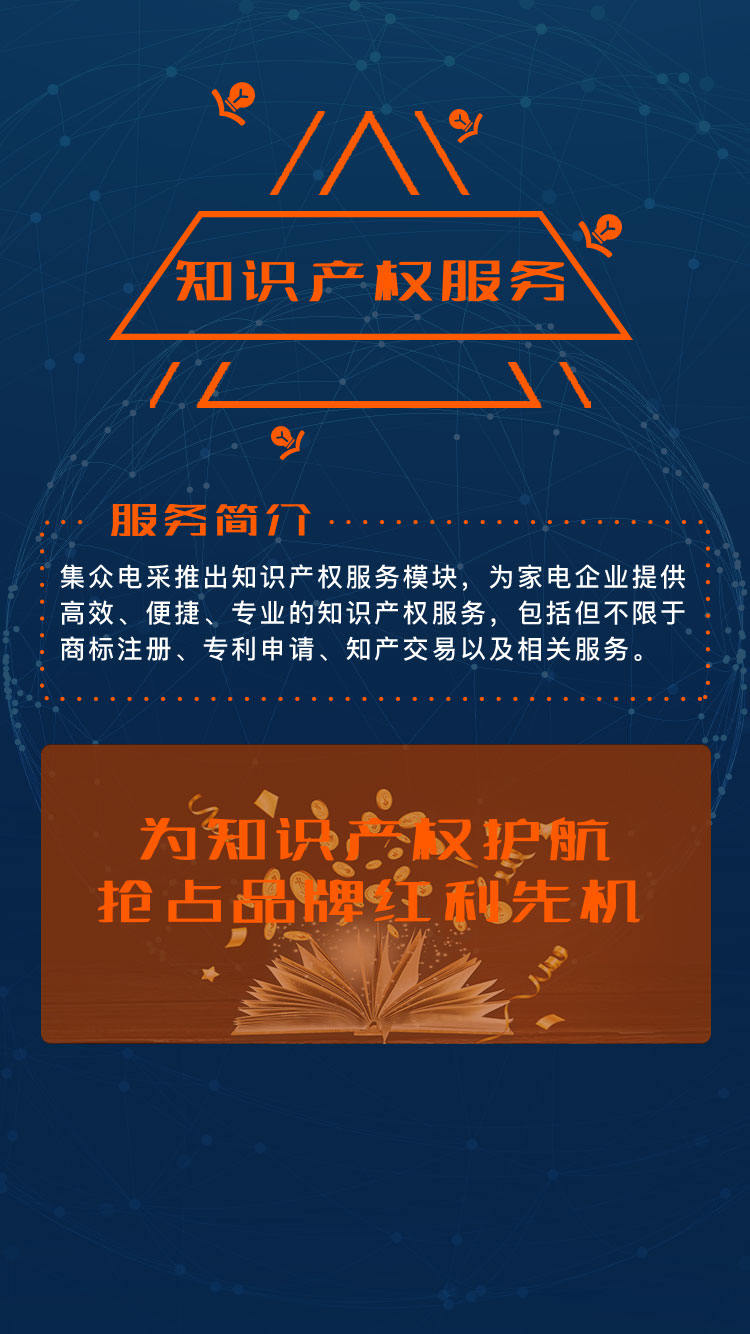 知识产权服务
服务简介
集众电采推出知识产权服务模块，为家电企业提供
高效、便捷、专业的知识产权服务，包括但不限于
商标注册、专利申请、知产交易以及相关服务。
为知识产权护航
抢占品牌红利先机